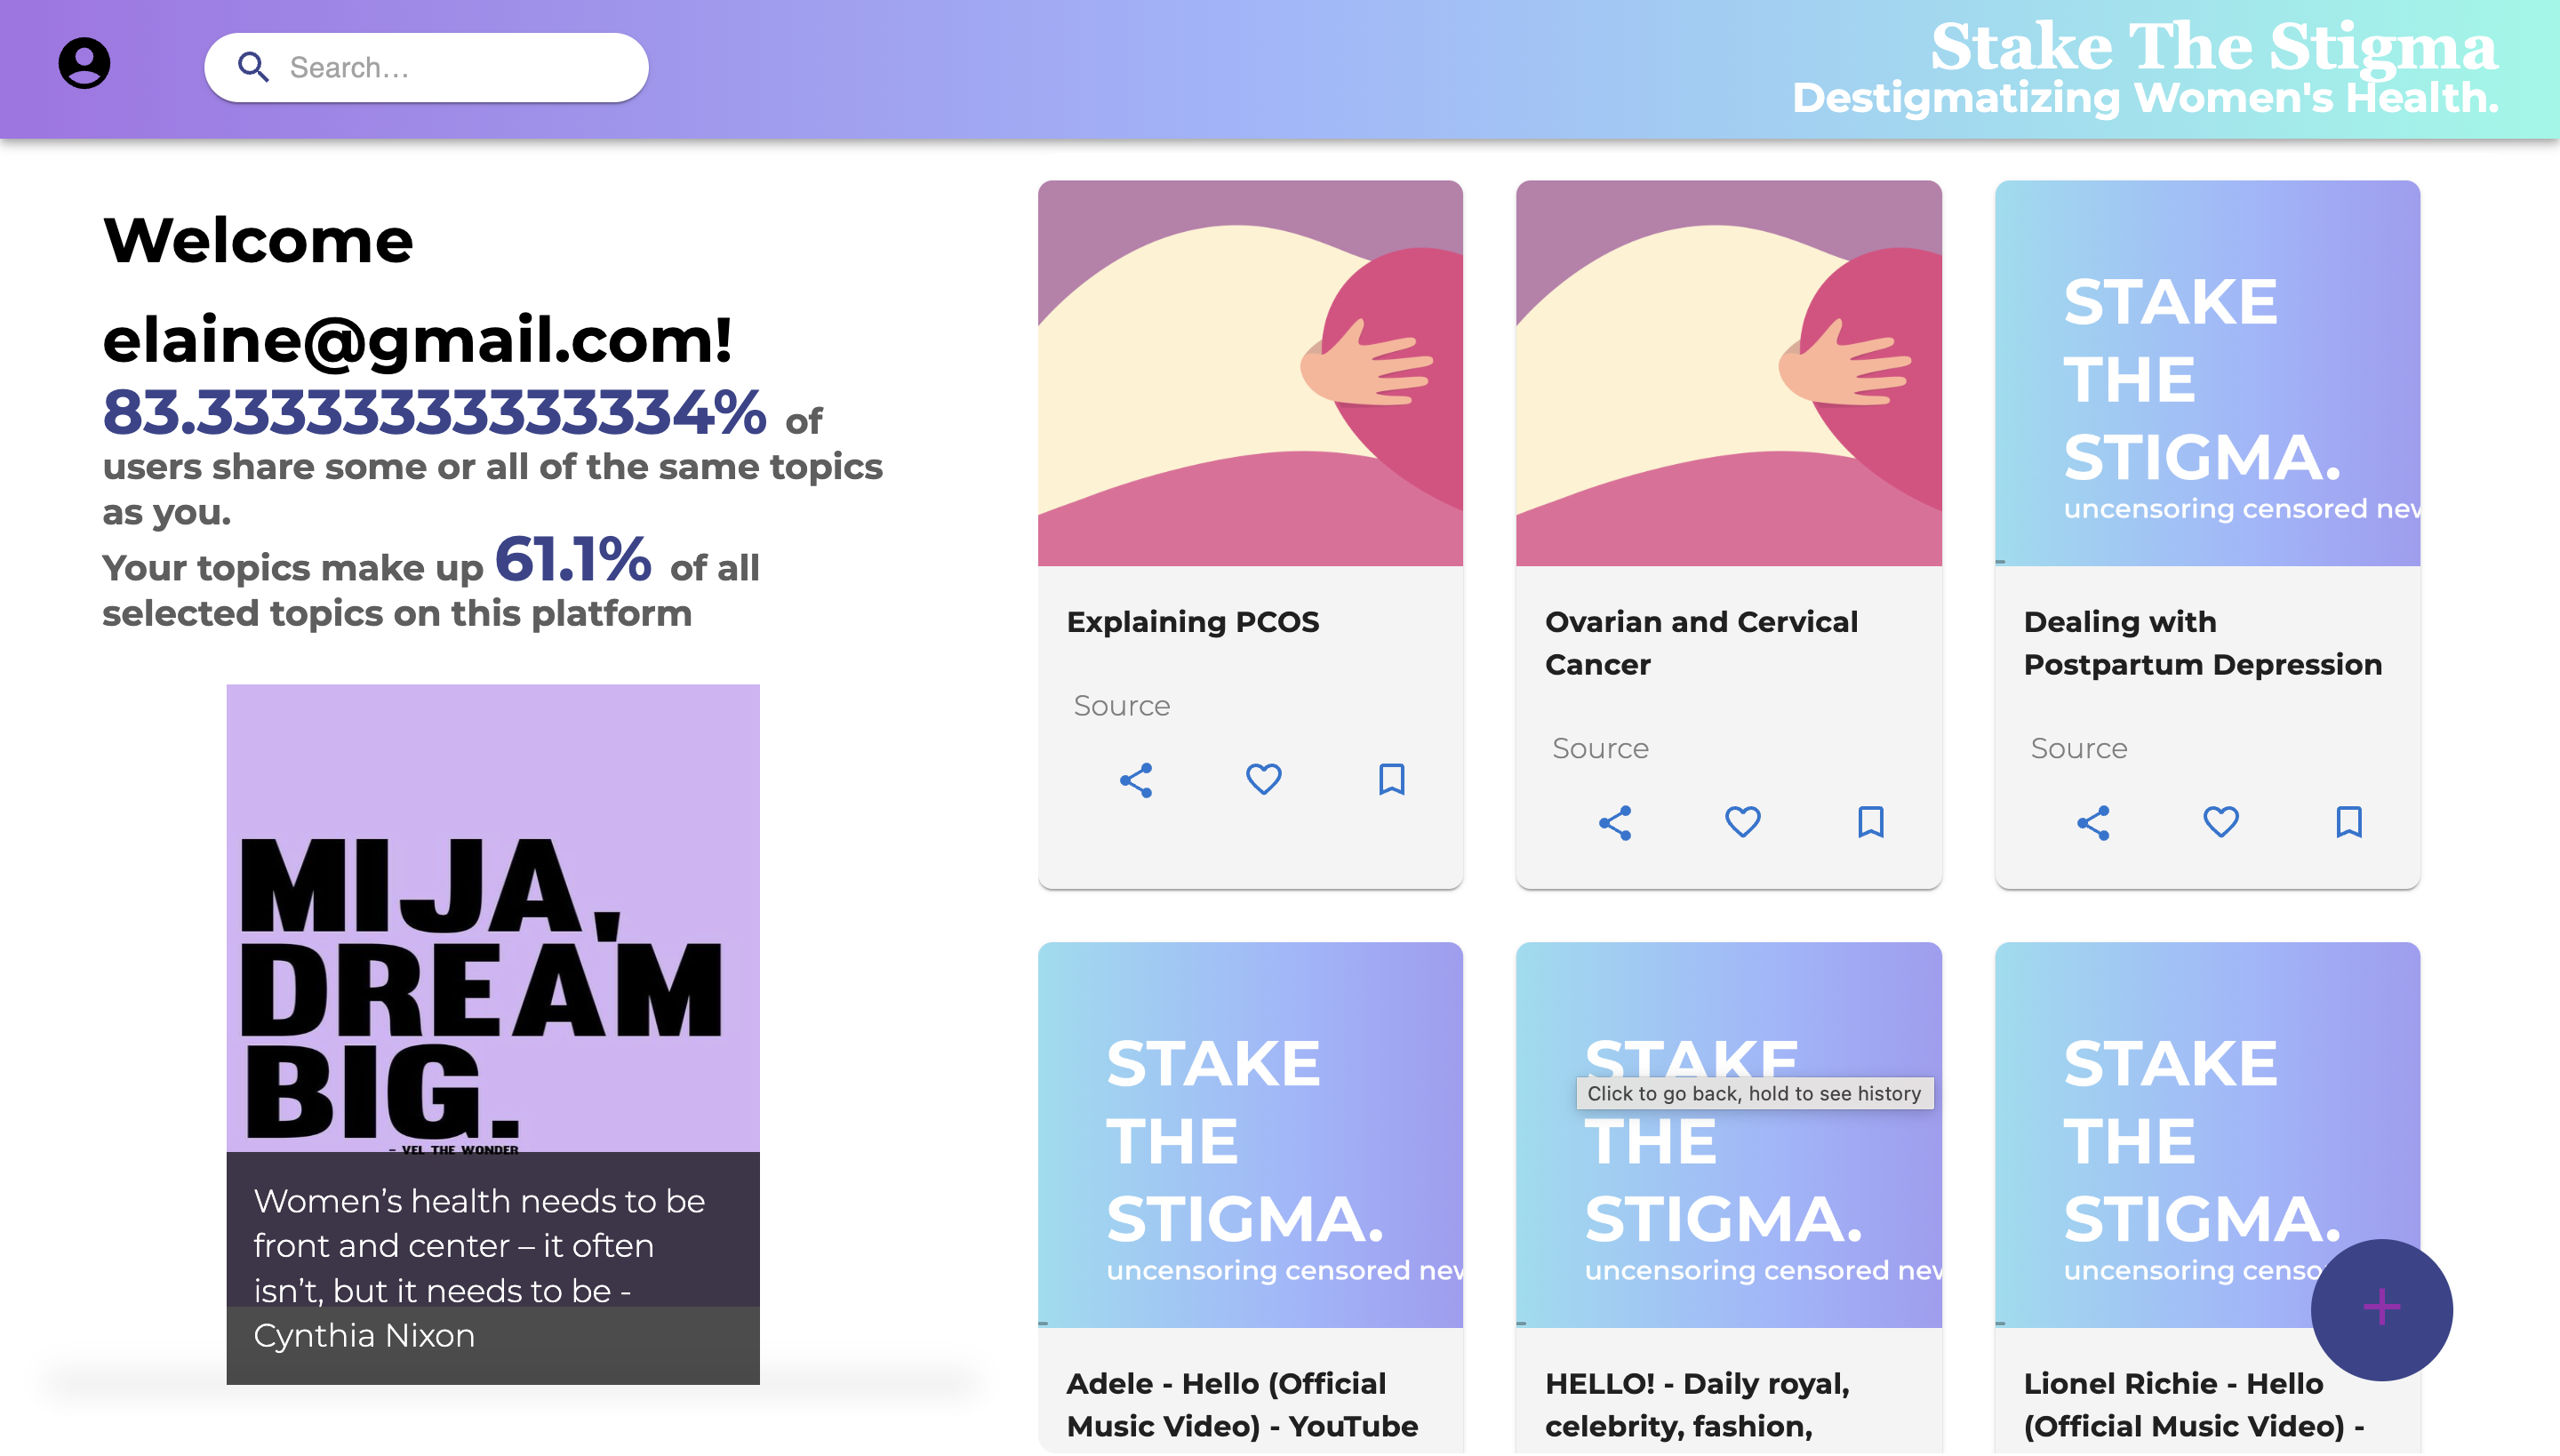 Search...
Stake The Stigma
Destigmatizing Women's Health.
Welcome
elaine@gmail.com!
83.33333333333334% of
users share some or all of the same topics
as you.
Your topics make up 61.1% of all
selected topics on this platform
MIJA,
DREAM
BIG.
- VEL THE WONDER
Women’s health needs to be
front and center – it often
isn’t, but it needs to be -
Cynthia Nixon
Explaining PCOS
Source
Ovarian and Cervical
Cancer
Source
STAKE
THE
STIGMA.
uncensoring censored new
Dealing with
Postpartum Depression
Source
STAKE
THE
STIGMA.
uncensoring censored new
Adele - Hello (Official
Music Video) - YouTube
STAKE
Click to go back, hold to see history
THE
STIGMA.
uncensoring censored new
HELLO! - Daily royal,
celebrity, fashion,
STAKE
THE
STIGMA.
uncensoring censo
Lionel Richie - Hello
(Official Music Video) -